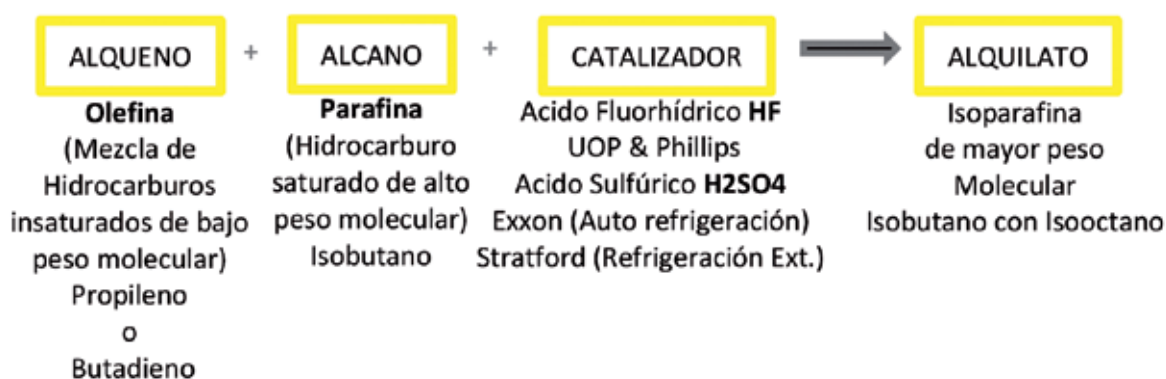 ALQUENO + ALCANO + CATALIZADOR ALQUILATO
Olefina
(Mezcla de
Hidrocarburos
insaturados de bajo
peso molecular)
Propileno
o
Butadieno
Parafina
(Hidrocarburo
saturado de alto
peso molecular)
Isobutano
Acido Fluorhídrico HF
UOP & Phillips
Acido Sulfúrico H2SO4
Exxon (Auto refrigeración)
Stratford (Refrigeración Ext.)
Isoparafina
de mayor peso
Molecular
Isobutano con Isooctano